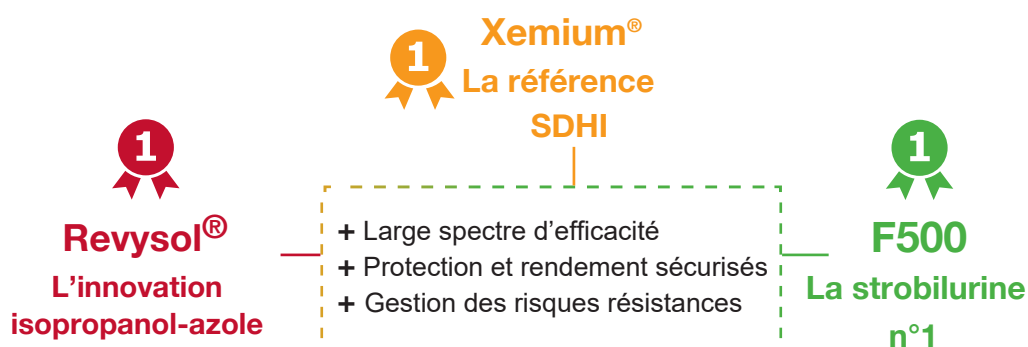 1
Xemium®
La référence
SDHI
1
Revysol®
L’innovation
isopropanol-azole
+ Large spectre d’efficacité
+ Protection et rendement sécurisés
+ Gestion des risques résistances
1
F500
La strobilurine
n°1